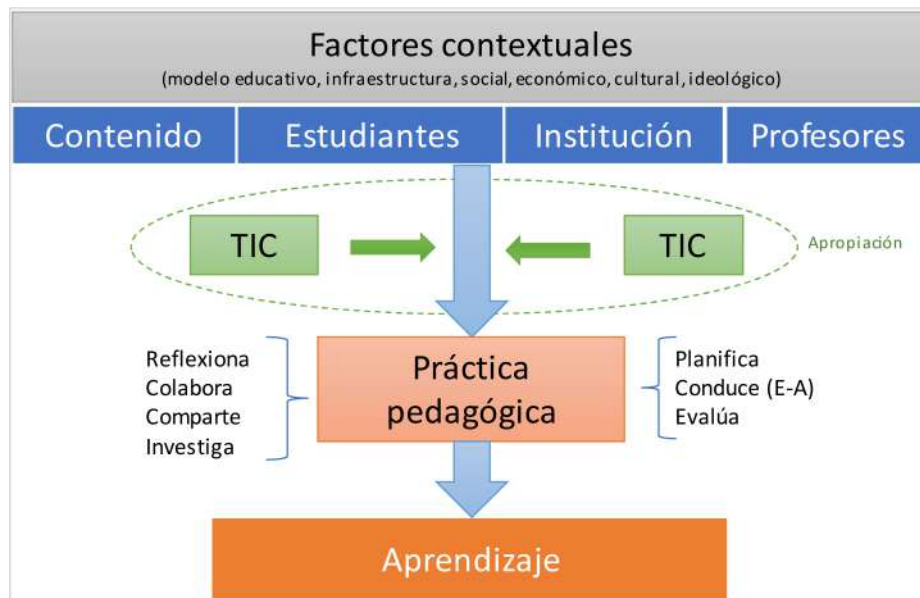 Factores contextuales
(modelo educativo, infraestructura, social, económico, cultural, ideológico)
Contenido
Estudiantes
Institución
Profesores
TIC
TIC
Apropiación
Reflexiona
Colabora
Comparte
Investiga
Práctica
pedagógica
Planifica
Conduce (E-A)
Evalúa
Aprendizaje